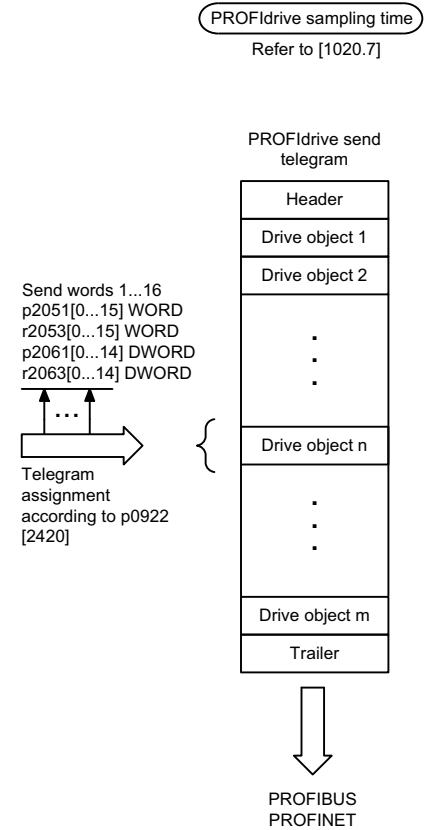 PROFIdrive sampling time
Refer to [1020.7]
PROFIdrive send
telegram
Header
Drive object 1
Drive object 2
Send words 1...16
p2051[0...15] WORD
r2053[0...15] WORD
p2061[0...14] DWORD
r2063[0...14] DWORD
...
Drive object n
Telegram
assignment
according to p0922
[2420]
Drive object m
Trailer
PROFIBUS
PROFINET